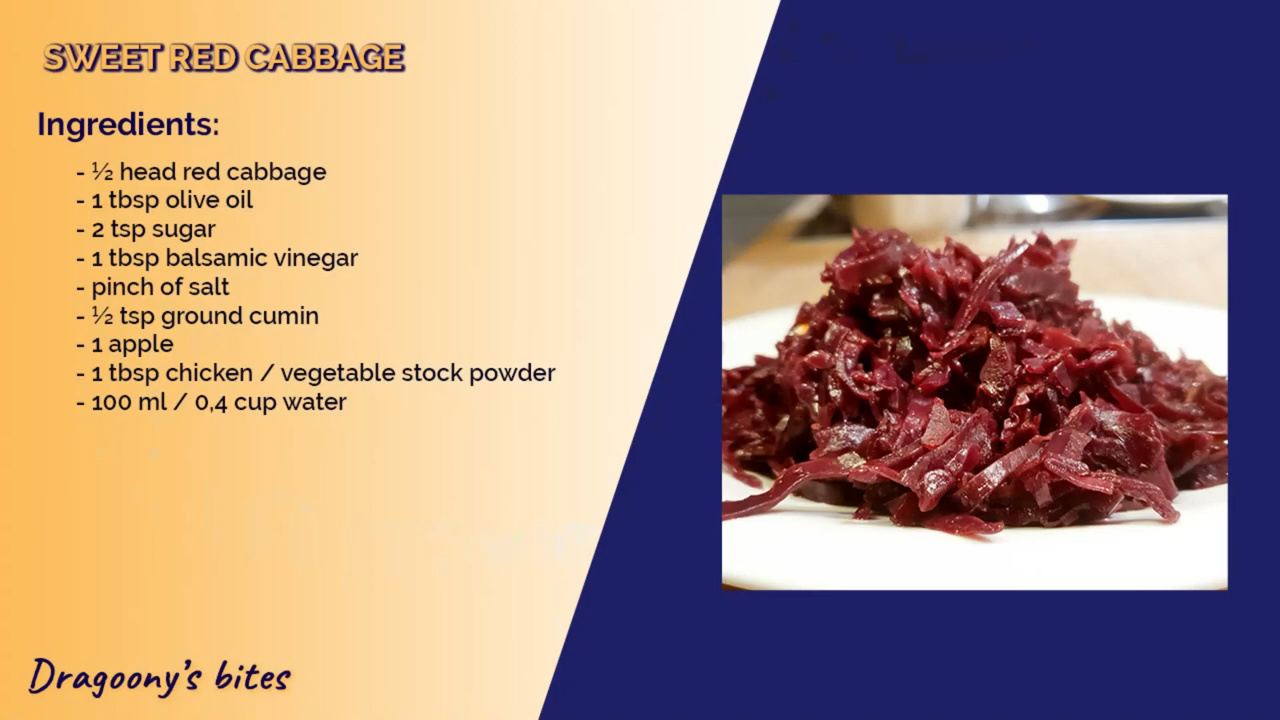 SWEET RED CABBAGE
Ingredients:
- ½ head red cabbage
- 1 tbsp olive oil
- 2 tsp sugar
- 1 tbsp balsamic vinegar
- pinch of salt
- ½ tsp ground cumin
- 1 apple
- 1 tbsp chicken / vegetable stock powder
- 100 ml / 0,4 cup water
Dragoony's bites